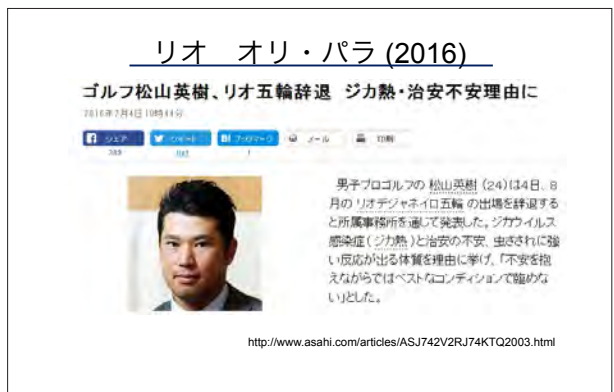 リオ　オリ・パラ (2016)
ゴルフ松山英樹、リオ五輪辞退 ジカ熱・治安不安理由に
2016年7月4日10時44分
シェア
ツイート
ブックマーク
メール
印刷
1
男子プロゴルフの 松山英樹 (24)は4日、8
月の リオデジャネイロ五輪 の出場を辞退する
と所属事務所を通じて発表した。ジカウイルス
感染症(ジカ熱)と治安の不安、虫さされに強
い反応が出る体質を理由に挙げ、「不安を抱
えながらではベストなコンディションで臨めな
い」とした。
http://www.asahi.com/articles/ASJ742V2RJ74KTQ2003.html